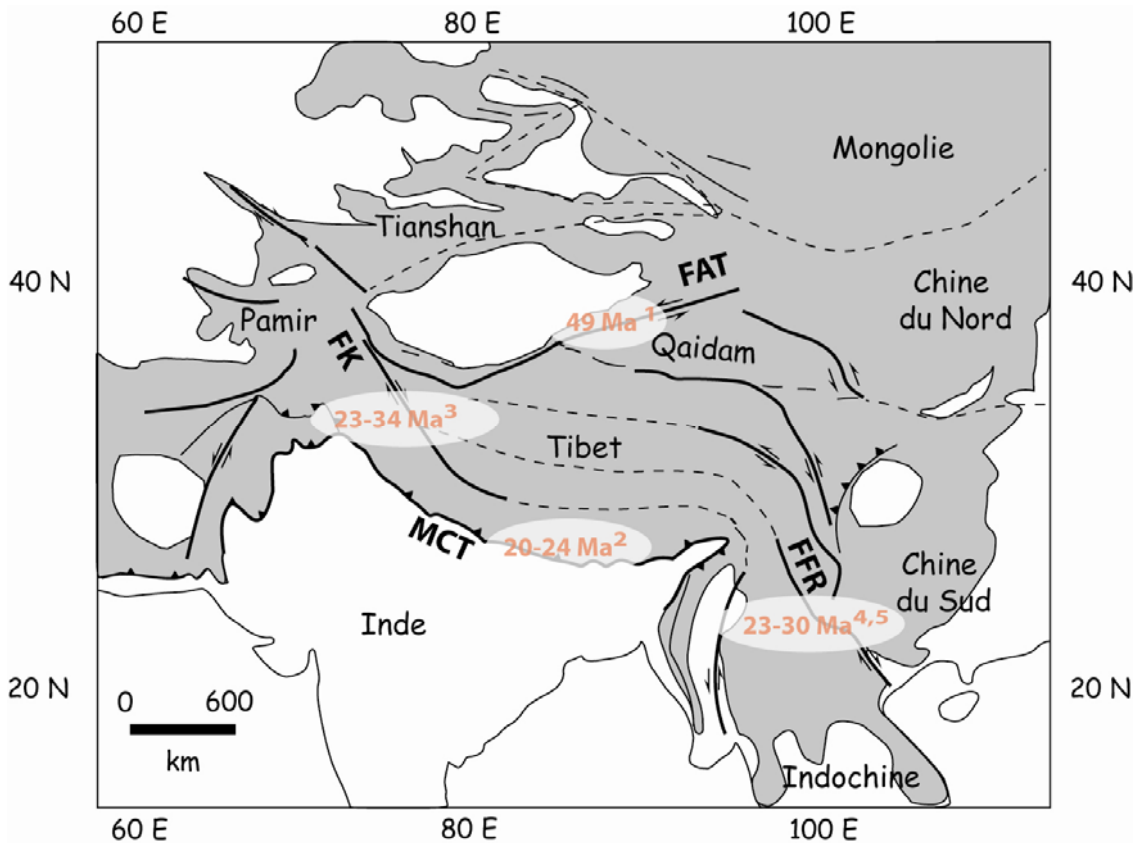 60 E 80 E 100 E
Mongolie
Tianshan
FAT
40 N
40 N
Chine
du Nord
Pamir
49 Ma 1
Qaidam
FK
23-34 Ma3
Tibet
MCT
20-24 Ma2
FFR
Chine
du Sud
Inde
23-30 Ma4,5
20 N
20 N
0 600
km
Indochine
60 E 80 E 100 E